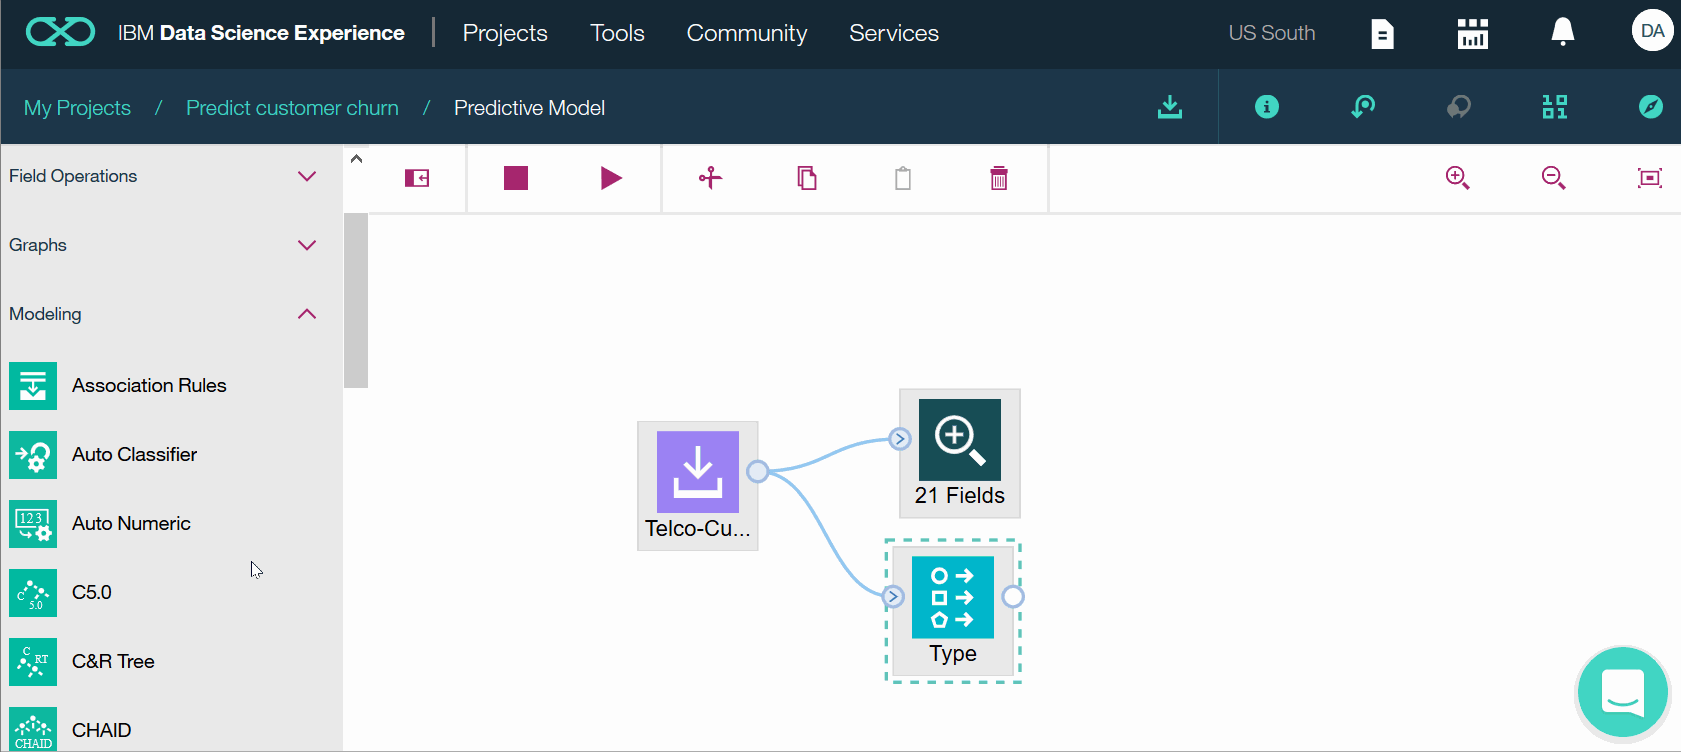 IBM Data Science Experience Projects Tools Community Services US South DA
My Projects / Predict customer churn / Predictive Model
Field Operations
Graphs
Modeling
Association Rules
Auto Classifier
123
Auto Numeric
C 5.0
C5.0
C RT
C&R Tree
CHAID
CHAID
Telco-Cu...
21 Fields
Type